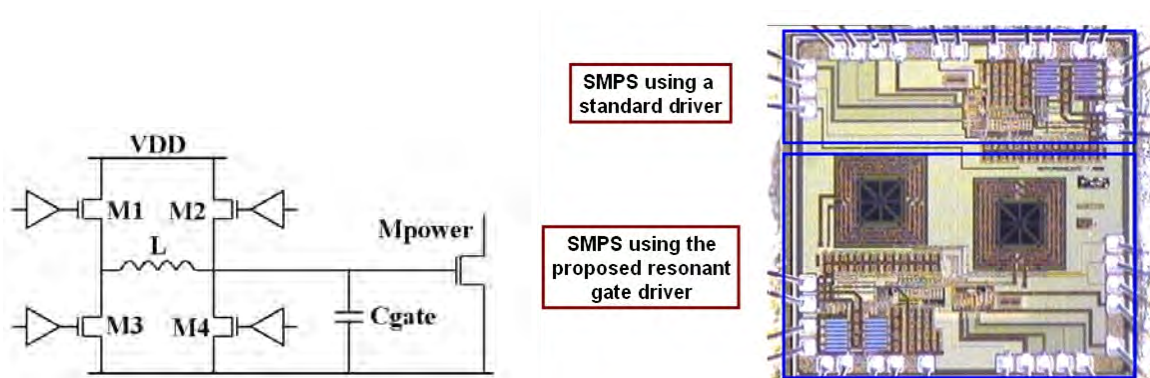 VDD
M1
M2
L
Mpower
M3
M4
Cgate
SMPS using a
standard driver
SMPS using the
proposed resonant
gate driver